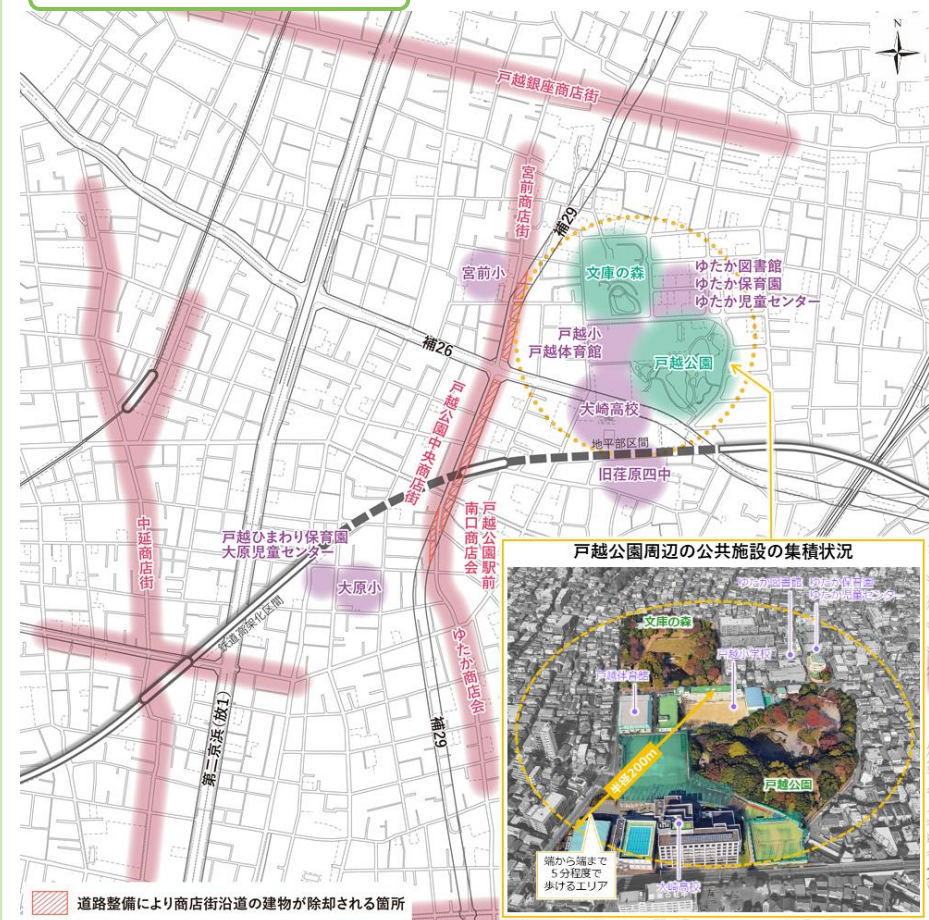 N
戸越銀座商店街
宮前商店街
補29
文庫の森
ゆたか図書館
ゆたか保育園
ゆたか児童センター
宮前小
戸越小
戸越体育館
補26
戸越公園
大崎高校
地平部区間
旧荏原四中
戸越公園中央商店街
戸越公園駅前
南口商店会
中延商店街
戸越ひまわり保育園
大原児童センター
大原小
鉄道高架化区間
ゆたか商店会
第二京浜(放1)
補29
戸越公園周辺の公共施設の集積状況
ゆたか図書館
ゆたか保育園
ゆたか児童センター
文庫の森
戸越小学校
戸越体育館
半径200m
戸越公園
端から端まで
5分程度で
歩けるエリア
大崎高校
道路整備により商店街沿道の建物が除却される箇所